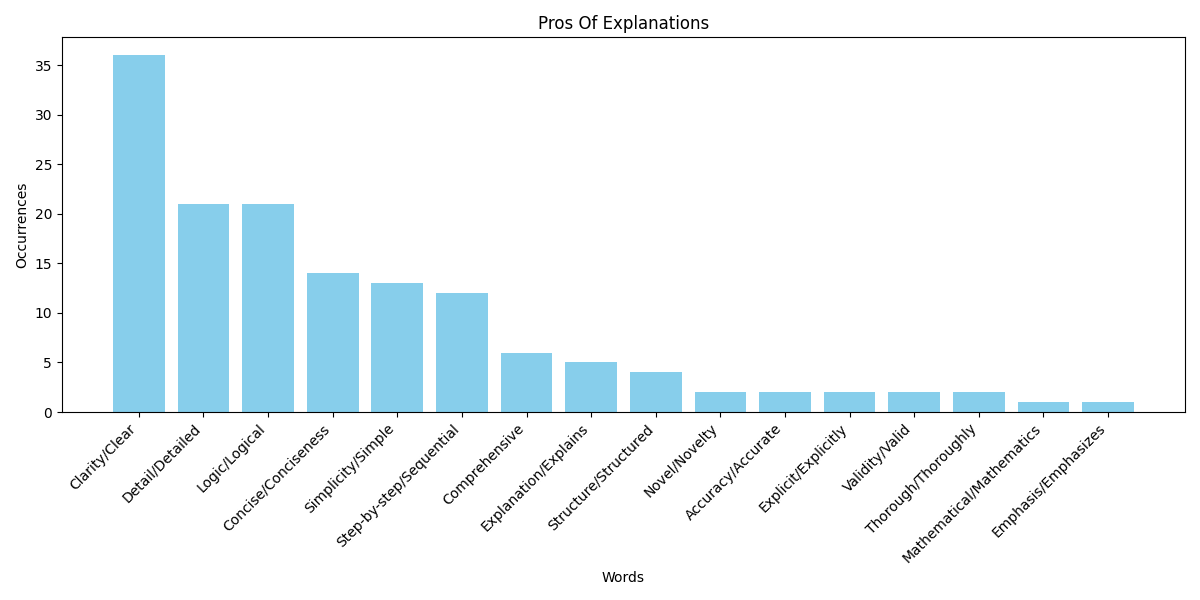 Pros Of Explanations
Occurrences
35
30
25
20
15
10
5
0
Clarity/Clear
Detail/Detailed
Logic/Logical
Concise/Conciseness
Simplicity/Simple
Step-by-step/Sequential
Comprehensive
Explanation/Explains
Structure/Structured
Novel/Novelty
Accuracy/Accurate
Explicit/Explicitly
Validity/Valid
Thorough/Thoroughly
Mathematical/Mathematics
Emphasis/Emphasizes
Words